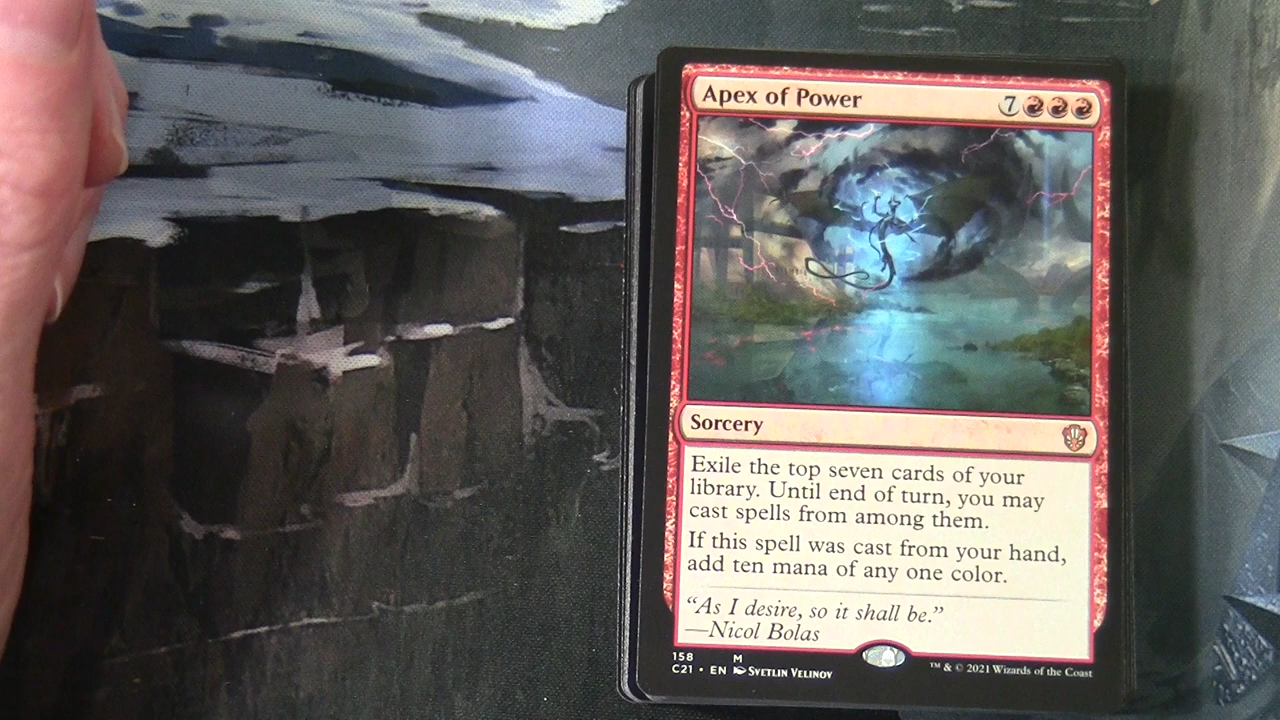 Apex of Power 7
Sorcery
Exile the top seven cards of your
library. Until end of turn, you may
cast spells from among them.
If this spell was cast from your hand,
add ten mana of any one color.
“As I desire, so it shall be.”
—Nicol Bolas
158 M
C21 • EN Svetlin Velinov ™ & © 2021 Wizards of the Coast